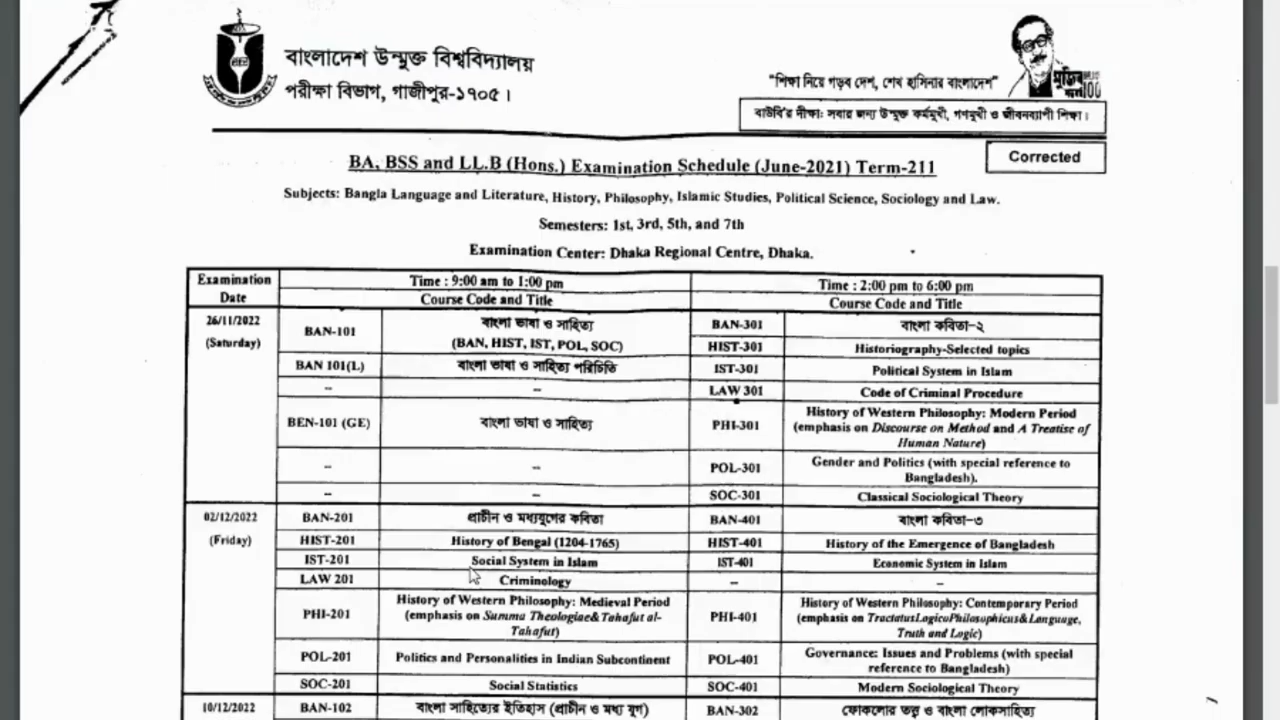 বাংলাদেশ উন্মুক্ত বিশ্ববিদ্যালয়
পরীক্ষা বিভাগ, গাজীপুর-১৭০৫।
"শিক্ষা নিয়ে গড়ব দেশ, শেখ হাসিনার বাংলাদেশ"
মুজিব
100
বাউবি'র দীক্ষা: সবার জন্য উন্মুক্ত কর্মমুখী, গণমুখী ও জীবনব্যাপী শিক্ষা।
Corrected
BA, BSS and LL.B (Hons.) Examination Schedule (June-2021) Term-211
Subjects: Bangla Language and Literature, History, Philosophy, Islamic Studies, Political Science, Sociology and Law.
Semesters: 1st, 3rd, 5th, and 7th
Examination Center: Dhaka Regional Centre, Dhaka.
Examination Date
Time : 9:00 am to 1:00 pm
Time : 2:00 pm to 6:00 pm
Course Code and Title
Course Code and Title
26/11/2022
(Saturday)
BAN-101
বাংলা ভাষা ও সাহিত্য
(BAN, HIST, IST, POL, SOC)
BAN-301
বাংলা কবিতা-২
HIST-301
Historiography-Selected topics
BAN 101(L)
বাংলা ভাষা ও সাহিত্য পরিচিতি
IST-301
Political System in Islam
--
--
LAW 301
Code of Criminal Procedure
BEN-101 (GE)
বাংলা ভাষা ও সাহিত্য
PHI-301
History of Western Philosophy: Modern Period
(emphasis on Discourse on Method and A Treatise of
Human Nature)
--
--
POL-301
Gender and Politics (with special reference to
Bangladesh).
--
--
SOC-301
Classical Sociological Theory
02/12/2022
(Friday)
BAN-201
প্রাচীন ও মধ্যযুগের কবিতা
BAN-401
বাংলা কবিতা-৩
HIST-201
History of Bengal (1204-1765)
HIST-401
History of the Emergence of Bangladesh
IST-201
Social System in Islam
IST-401
Economic System in Islam
LAW 201
Criminology
--
--
PHI-201
History of Western Philosophy: Medieval Period
(emphasis on Summa Theologiae&Tahafut al-
Tahafut)
PHI-401
History of Western Philosophy: Contemporary Period
(emphasis on TractatusLogicoPhilosophicus&Language,
Truth and Logic)
POL-201
Politics and Personalities in Indian Subcontinent
POL-401
Governance: Issues and Problems (with special
reference to Bangladesh)
SOC-201
Social Statistics
SOC-401
Modern Sociological Theory
10/12/2022
BAN-102
বাংলা সাহিত্যের ইতিহাস (প্রাচীন ও মধ্য যুগ)
BAN-302
ফোকলোর তত্ত্ব ও বাংলা লোকসাহিত্য